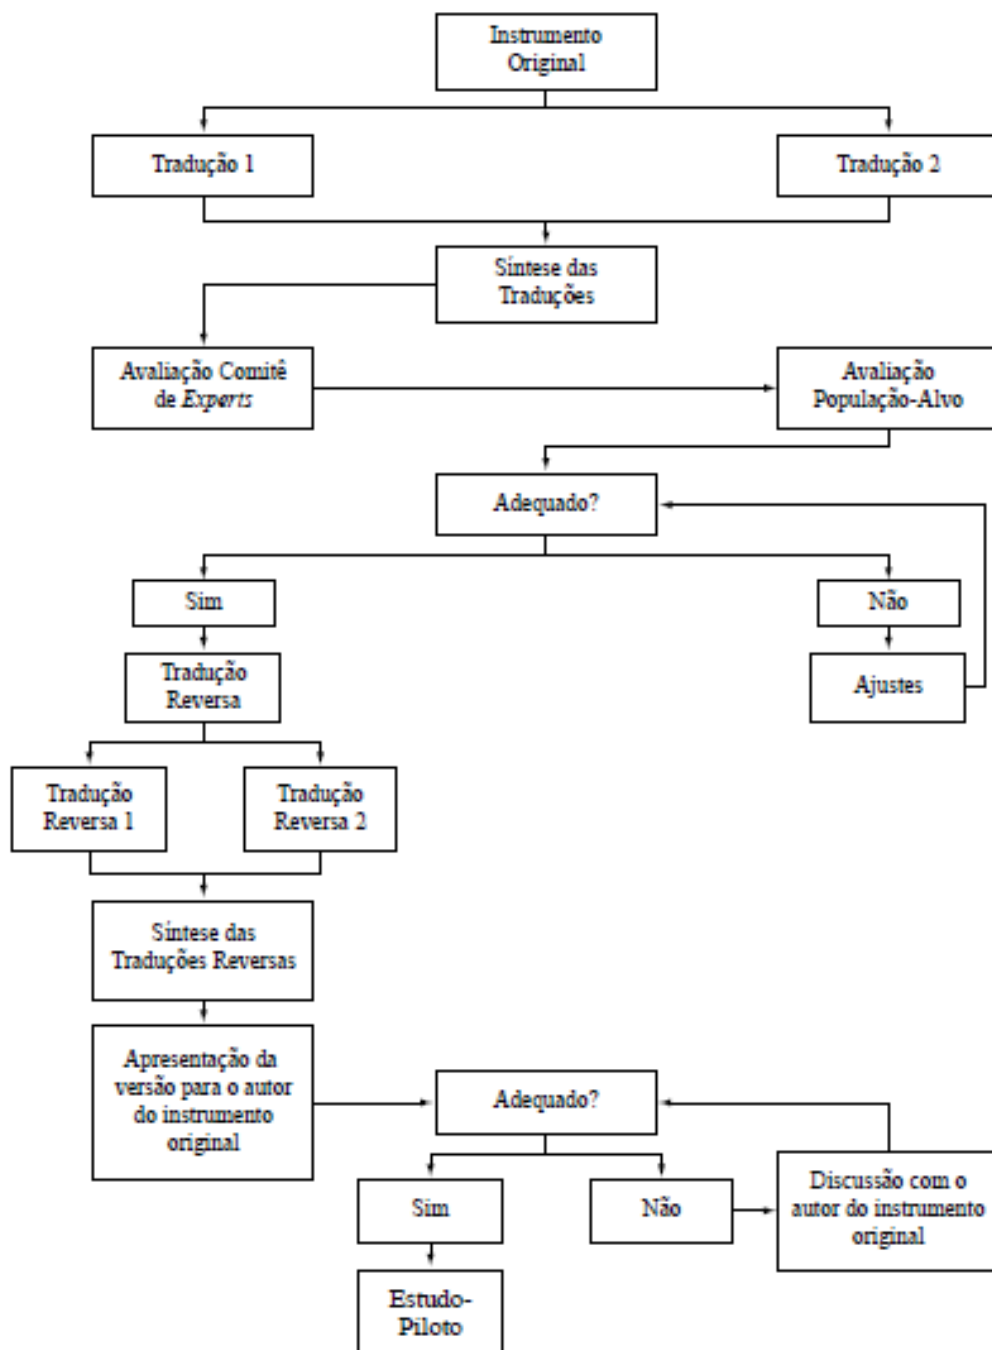 Instrumento
Original
Tradução 1
Tradução 2
Síntese das
Traduções
Avaliação Comitê
de Experts
Avaliação
População-Alvo
Adequado?
Sim
Não
Tradução
Reversa
Ajustes
Tradução
Reversa 1
Tradução
Reversa 2
Síntese das
Traduções Reversas
Apresentação da
versão para o autor
do instrumento
original
Adequado?
Sim
Não
Discussão com o
autor do instrumento
original
Estudo-
Piloto